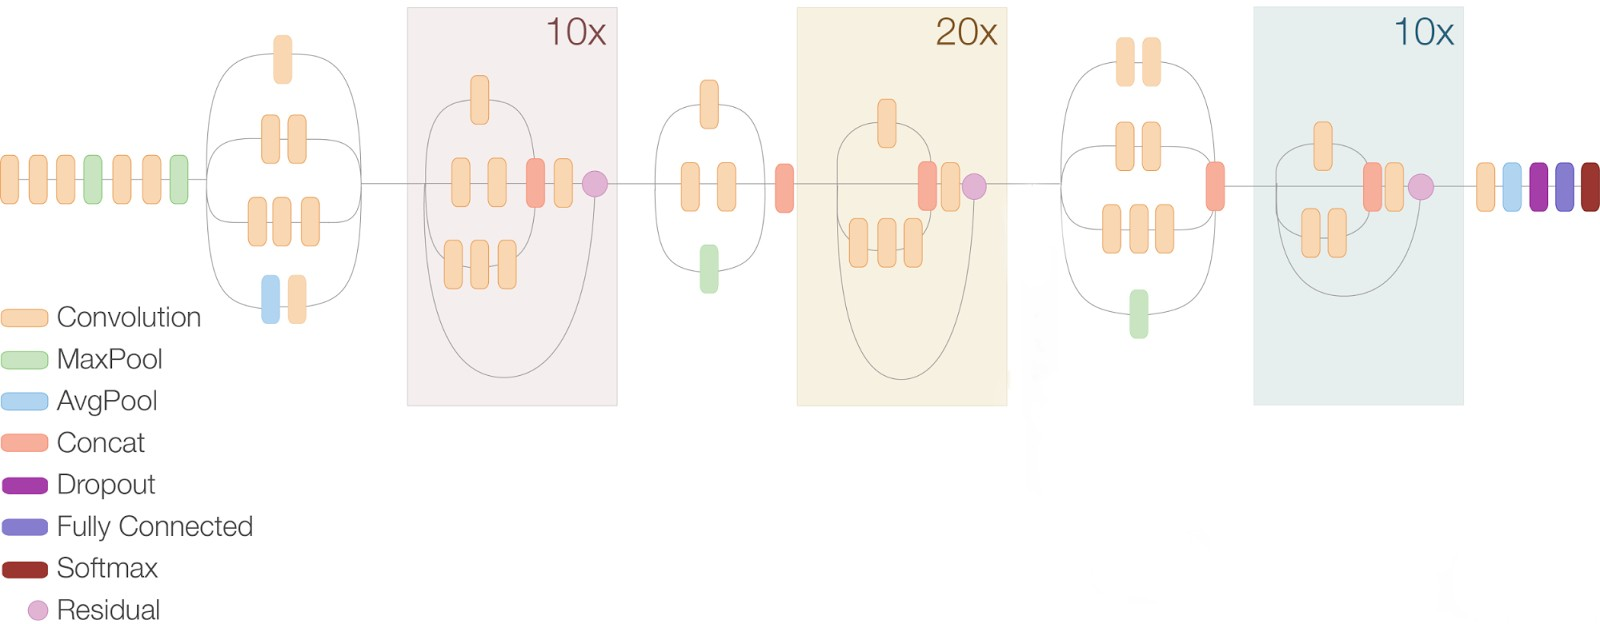 10x
20x
10x
Convolution
MaxPool
AvgPool
Concat
Dropout
Fully Connected
Softmax
Residual